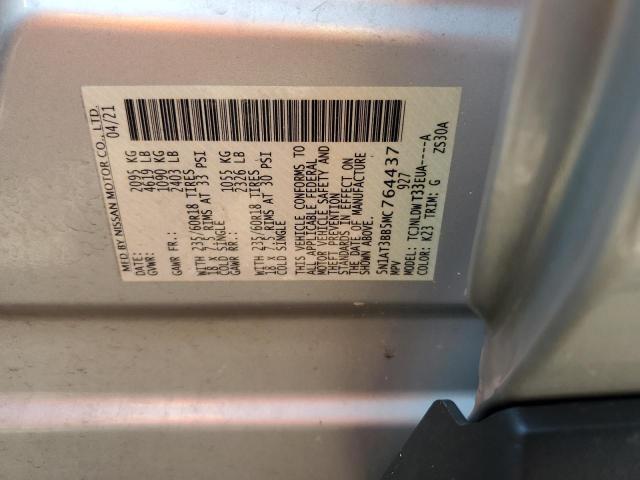 MFD BY NISSAN MOTOR CO., LTD.
DATE: 04/21
GVWR: 2095 KG
4619 LB
GAWR FR: 1090 KG
2403 LB
WITH 235/60R18 TIRES
18 X 7.5 RIMS AT 33 PSI
COLD SINGLE
GAWR RR: 1055 KG
2326 LB
WITH 235/60R18 TIRES
18 X 7.5 RIMS AT 30 PSI
COLD SINGLE
THIS VEHICLE CONFORMS TO
ALL APPLICABLE FEDERAL
MOTOR VEHICLE SAFETY AND
THEFT PREVENTION
STANDARDS IN EFFECT ON
THE DATE OF MANUFACTURE
SHOWN ABOVE.
5N1AT3BB5MC764437
MPV 927
MODEL: TCJNLDWT33EUA----A
COLOR: K23 TRIM: G ZS30A